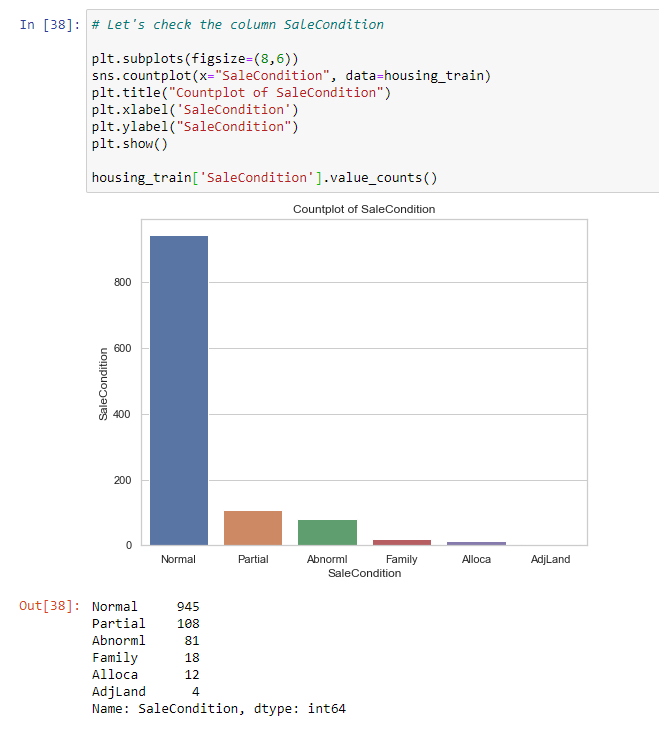 In [38]: # Let's check the column SaleCondition
plt.subplots(figsize=(8,6))
sns.countplot(x="SaleCondition", data=housing_train)
plt.title("Countplot of SaleCondition")
plt.xlabel('SaleCondition')
plt.ylabel("SaleCondition")
plt.show()
housing_train['SaleCondition'].value_counts()
Countplot of SaleCondition
800
600
400
200
0
SaleCondition
Normal Partial Abnorml Family Alloca AdjLand
SaleCondition
Out[38]: Normal 945
Partial 108
Abnorml 81
Family 18
Alloca 12
AdjLand 4
Name: SaleCondition, dtype: int64